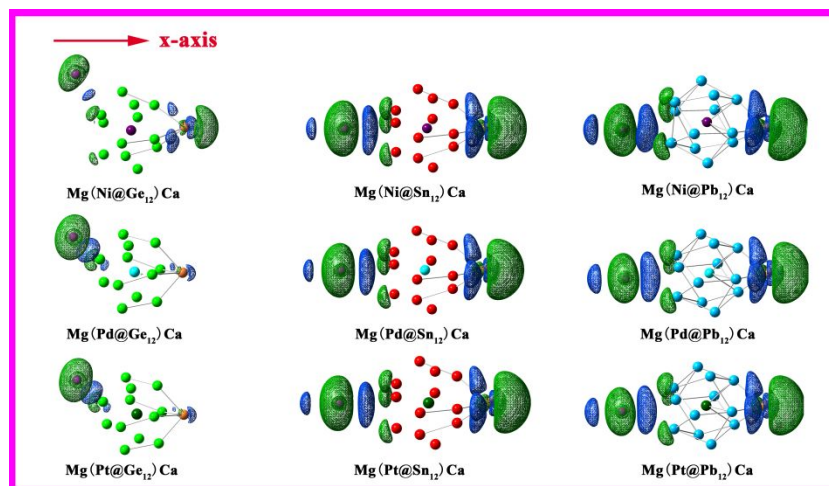 x-axis
Mg(Ni@Ge₁₂)Ca
Mg(Ni@Sn₁₂)Ca
Mg(Ni@Pb₁₂)Ca
Mg(Pd@Ge₁₂)Ca
Mg(Pd@Sn₁₂)Ca
Mg(Pd@Pb₁₂)Ca
Mg(Pt@Ge₁₂)Ca
Mg(Pt@Sn₁₂)Ca
Mg(Pt@Pb₁₂)Ca